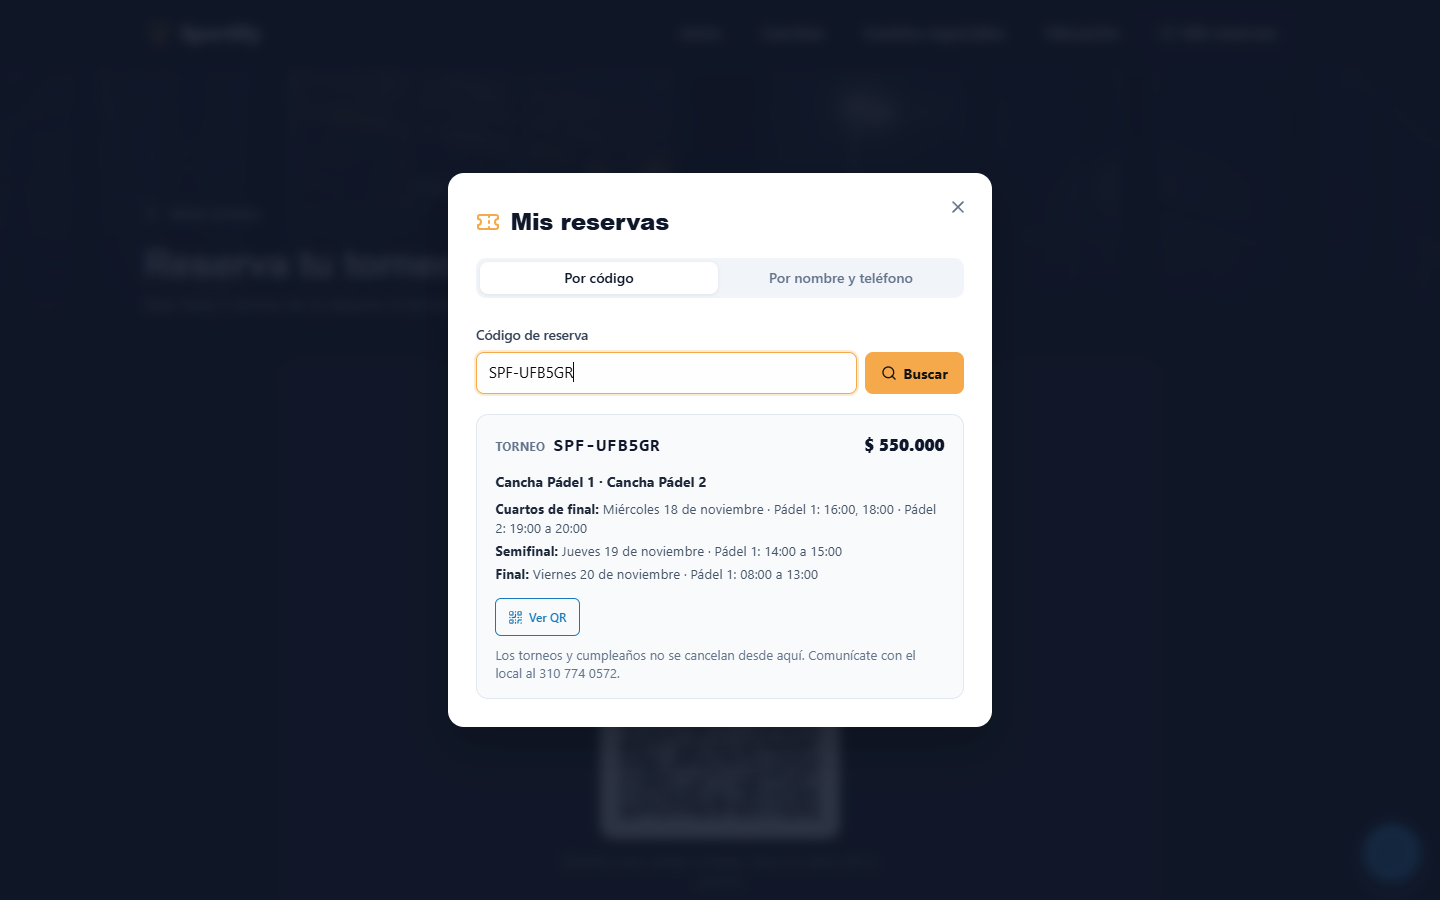 Mis reservas
Por código
Por nombre y teléfono
Código de reserva
SPF-UFB5GR
Buscar
TORNEO SPF-UFB5GR
$ 550.000
Cancha Pádel 1 · Cancha Pádel 2
Cuartos de final: Miércoles 18 de noviembre · Pádel 1: 16:00, 18:00 · Pádel
2: 19:00 a 20:00
Semifinal: Jueves 19 de noviembre · Pádel 1: 14:00 a 15:00
Final: Viernes 20 de noviembre · Pádel 1: 08:00 a 13:00
Ver QR
Los torneos y cumpleaños no se cancelan desde aquí. Comunícate con el
local al 310 774 0572.
Reserva tu torneo